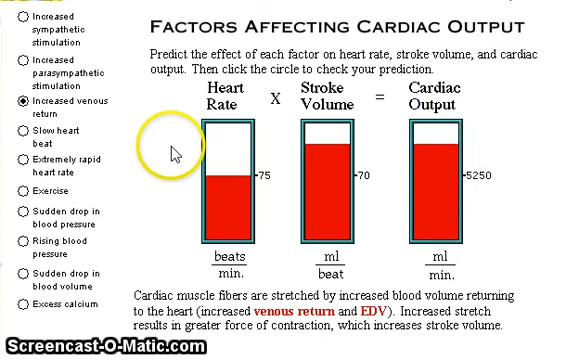 Increased
sympathetic
stimulation
Increased
parasympathetic
stimulation
Increased venous
return
Slow heart
beat
Extremely rapid
heart rate
Exercise
Sudden drop in
blood pressure
Rising blood
pressure
Sudden drop in
blood volume
Excess calcium
FACTORS AFFECTING CARDIAC OUTPUT
Predict the effect of each factor on heart rate, stroke volume, and cardiac
output. Then click the circle to check your prediction.
Heart
Rate
X
Stroke
Volume
=
Cardiac
Output
75
70
5250
beats
min.
ml
beat
ml
min.
Cardiac muscle fibers are stretched by increased blood volume returning
to the heart (increased venous return and EDV). Increased stretch
results in greater force of contraction, which increases stroke volume.
Screencast-O-Matic.com